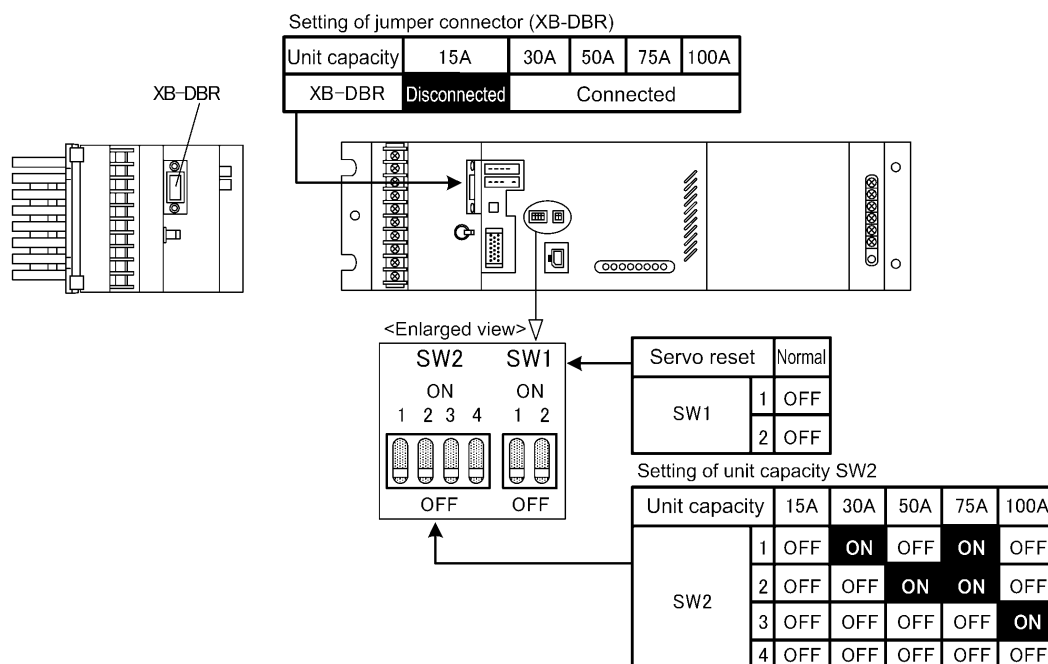 Setting of jumper connector (XB-DBR)
Unit capacity 15A 30A 50A 75A 100A
XB-DBR Disconnected Connected
XB-DBR
<Enlarged view>
SW2 SW1
ON ON
1 2 3 4 1 2
OFF OFF
Servo reset Normal
SW1
1 OFF
2 OFF
Setting of unit capacity SW2
Unit capacity 15A 30A 50A 75A 100A
SW2
1 OFF ON OFF ON OFF
2 OFF OFF ON ON OFF
3 OFF OFF OFF OFF ON
4 OFF OFF OFF OFF OFF